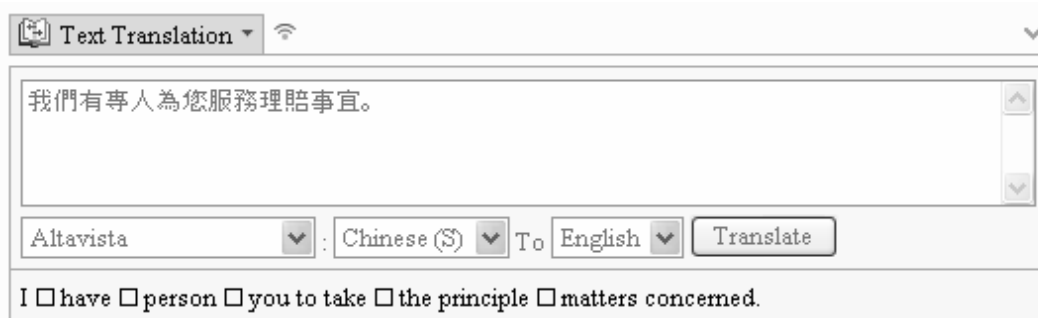 Text Translation
我們有專人為您服務理賠事宜。
Altavista : Chinese (S) To English Translate
I □ have □ person □ you to take □ the principle □ matters concerned.